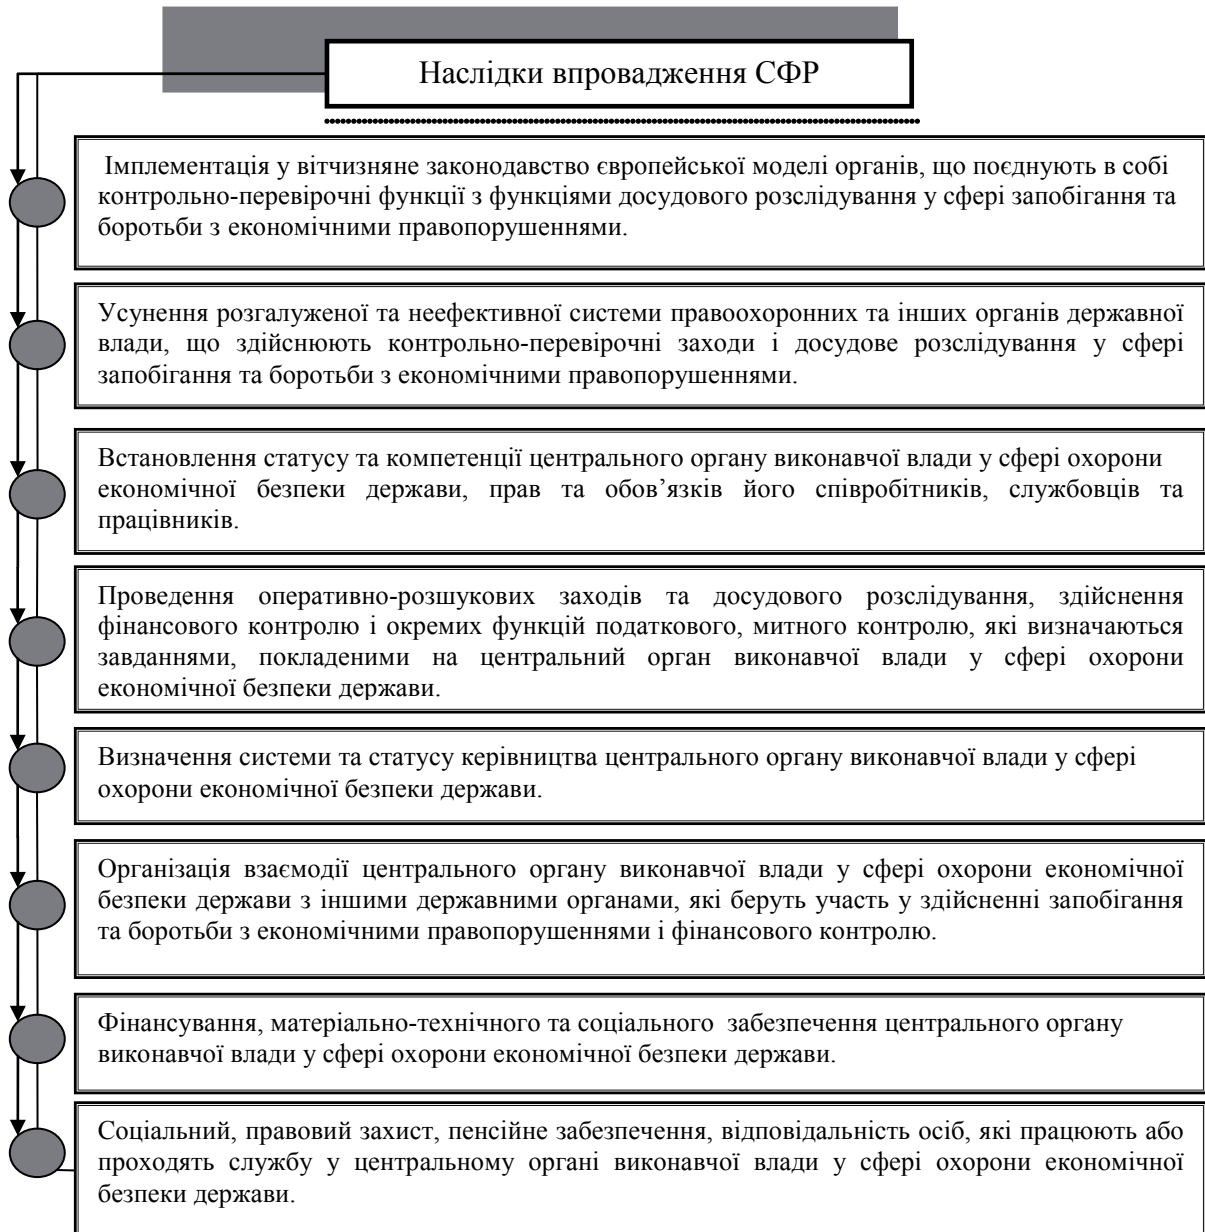 Наслідки впровадження СФР
Імплементація у вітчизняне законодавство європейської моделі органів, що поєднують в собі
контрольно-перевірочні функції з функціями досудового розслідування у сфері запобігання та
боротьби з економічними правопорушеннями.
Усунення розгалуженої та неефективної системи правоохоронних та інших органів державної
влади, що здійснюють контрольно-перевірочні заходи і досудове розслідування у сфері
запобігання та боротьби з економічними правопорушеннями.
Встановлення статусу та компетенції центрального органу виконавчої влади у сфері охорони
економічної безпеки держави, прав та обов’язків його співробітників, службовців та
працівників.
Проведення оперативно-розшукових заходів та досудового розслідування, здійснення
фінансового контролю і окремих функцій податкового, митного контролю, які визначаються
завданнями, покладеними на центральний орган виконавчої влади у сфері охорони
економічної безпеки держави.
Визначення системи та статусу керівництва центрального органу виконавчої влади у сфері
охорони економічної безпеки держави.
Організація взаємодії центрального органу виконавчої влади у сфері охорони економічної
безпеки держави з іншими державними органами, які беруть участь у здійсненні запобігання
та боротьби з економічними правопорушеннями і фінансового контролю.
Фінансування, матеріально-технічного та соціального забезпечення центрального органу
виконавчої влади у сфері охорони економічної безпеки держави.
Соціальний, правовий захист, пенсійне забезпечення, відповідальність осіб, які працюють або
проходять службу у центральному органі виконавчої влади у сфері охорони економічної
безпеки держави.